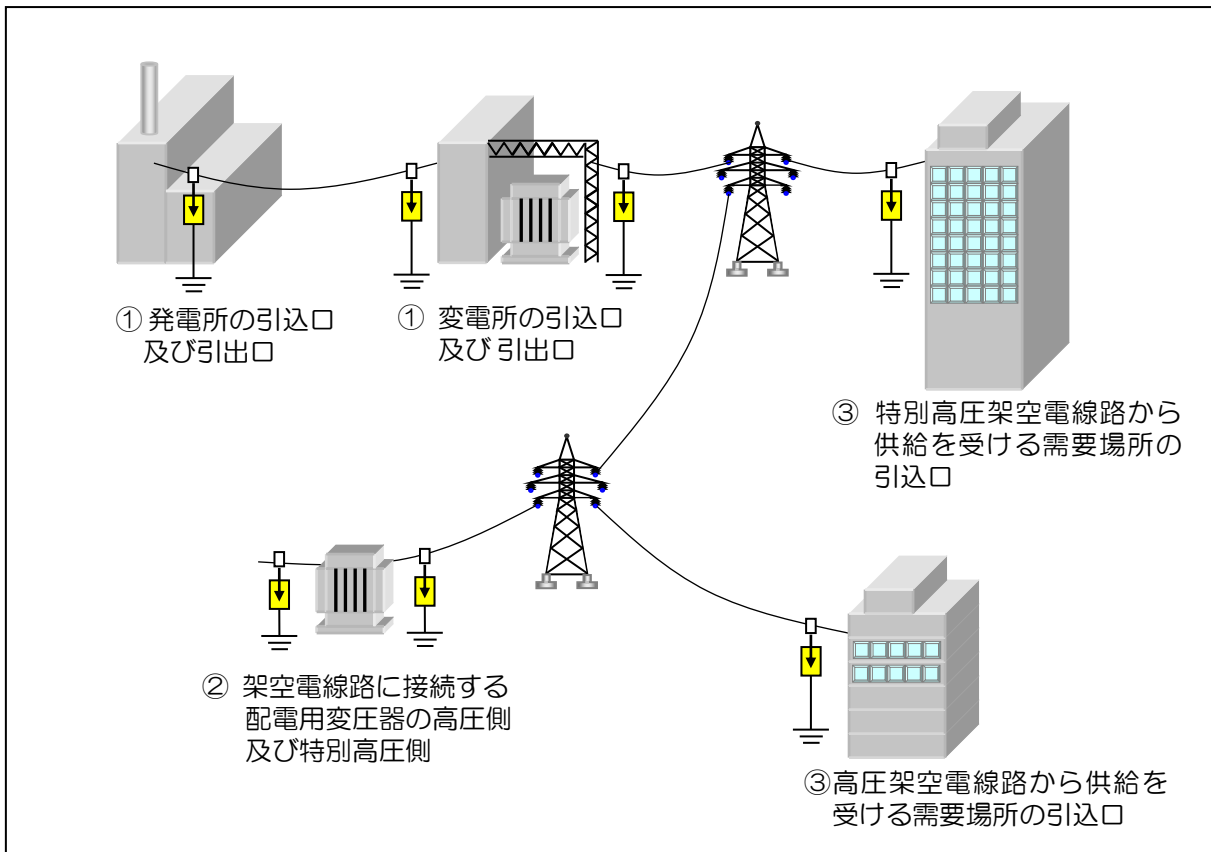 ① 発電所の引込口
及び引出口
① 変電所の引込口
及び引出口
③ 特別高圧架空電線路から
供給を受ける需要場所の
引込口
② 架空電線路に接続する
配電用変圧器の高圧側
及び特別高圧側
③高圧架空電線路から供給を
受ける需要場所の引込口